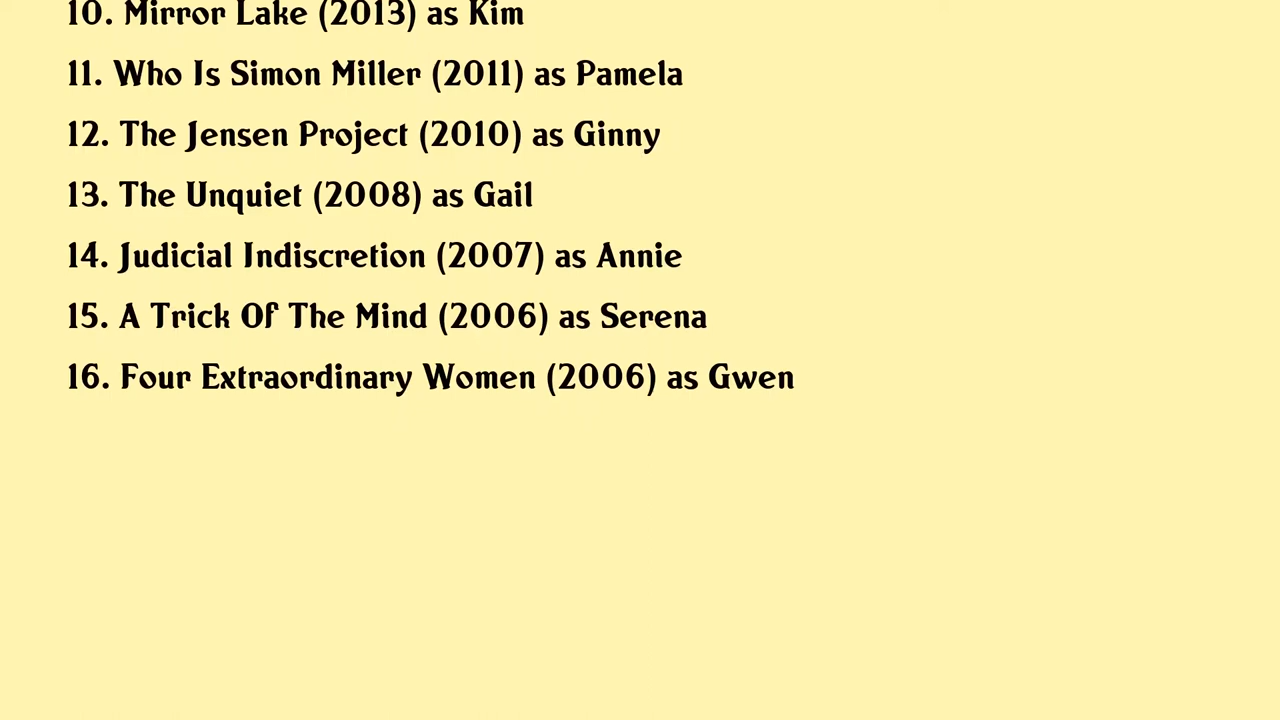 10. Mirror Lake (2013) as Kim
11. Who Is Simon Miller (2011) as Pamela
12. The Jensen Project (2010) as Ginny
13. The Unquiet (2008) as Gail
14. Judicial Indiscretion (2007) as Annie
15. A Trick Of The Mind (2006) as Serena
16. Four Extraordinary Women (2006) as Gwen